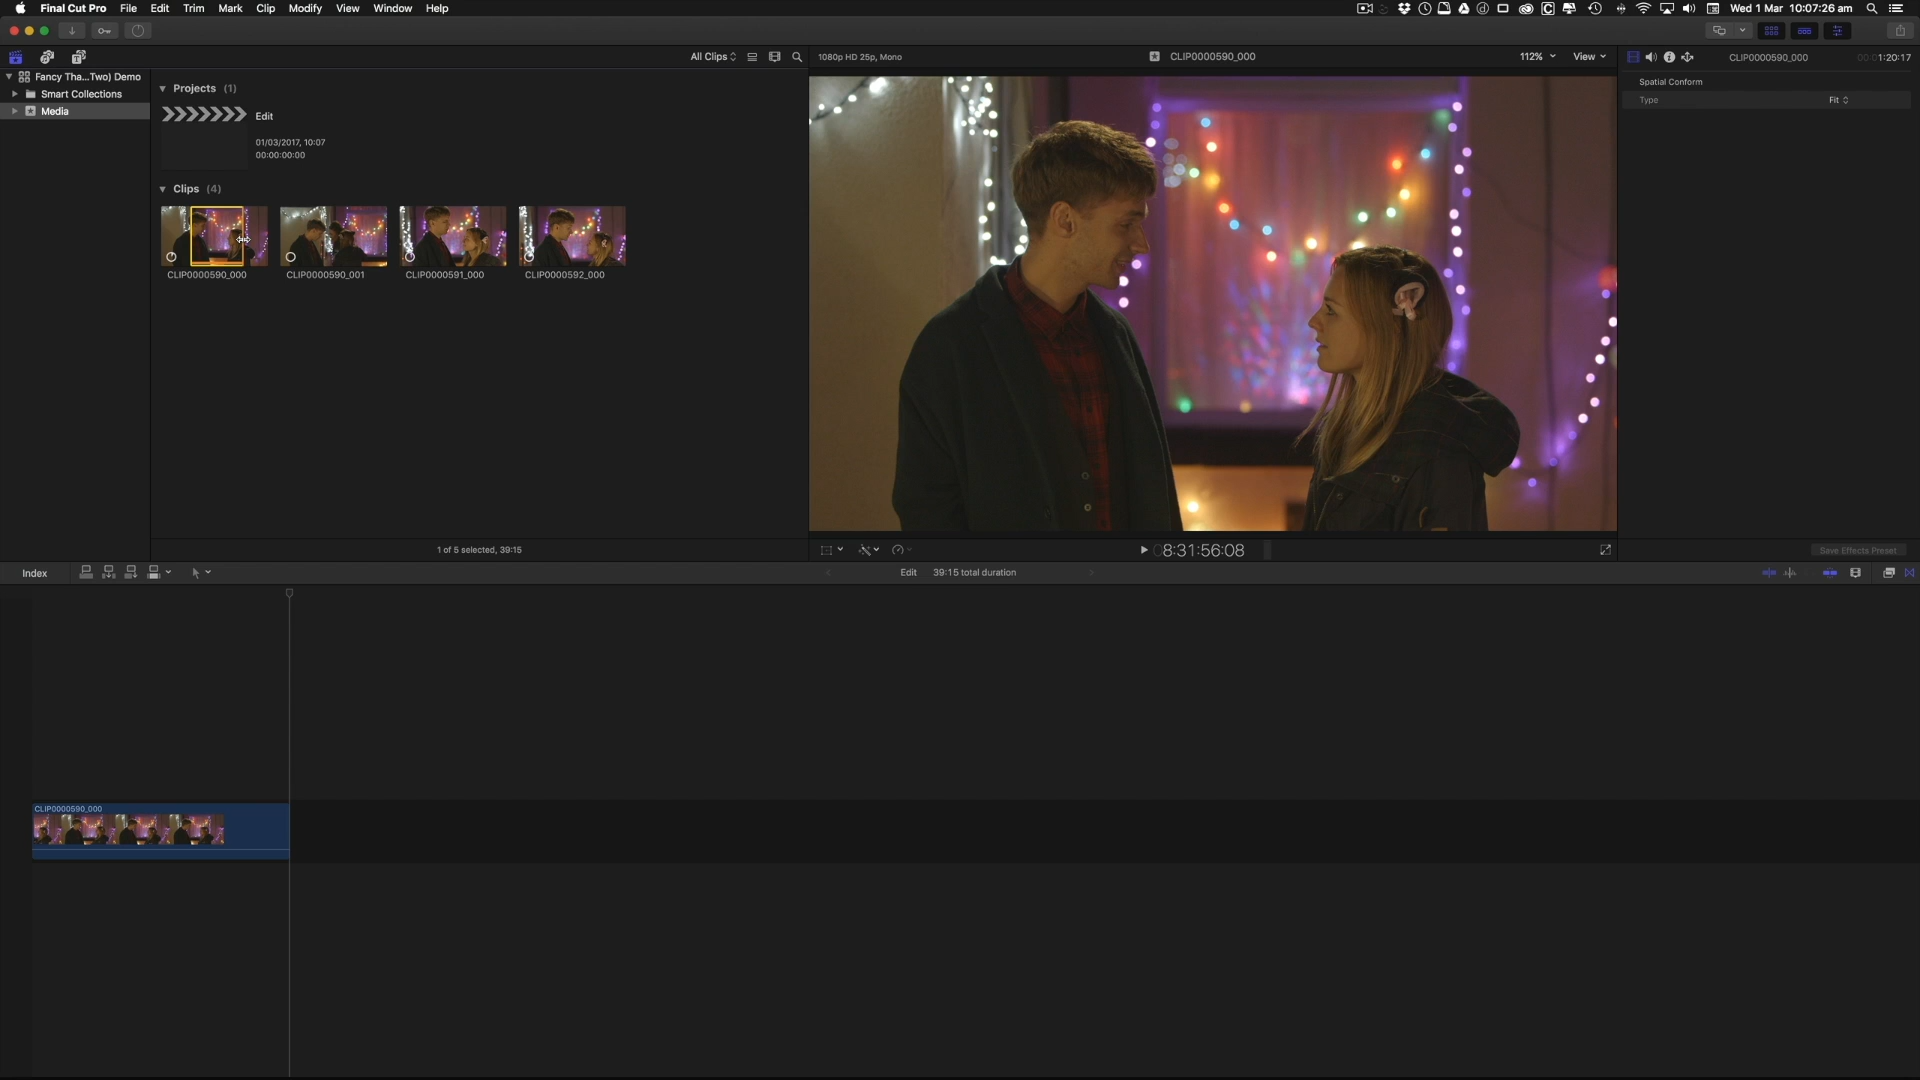 Final Cut Pro File Edit Trim Mark Clip Modify View Window Help
Wed 1 Mar 10:07:26 am
All Clips
1080p HD 25p, Mono
CLIP0000590_000
112%
View
CLIP0000590_000
00:01:20:17
Fancy Tha...Two) Demo
Smart Collections
Media
Projects (1)
Edit
01/03/2017, 10:07
00:00:00:00
Clips (4)
CLIP0000590_000
CLIP0000590_001
CLIP0000591_000
CLIP0000592_000
Spatial Conform
Type
Fit
1 of 5 selected, 39:15
08:31:56:08
Save Effects Preset
Index
Edit
39:15 total duration
CLIP0000590_000